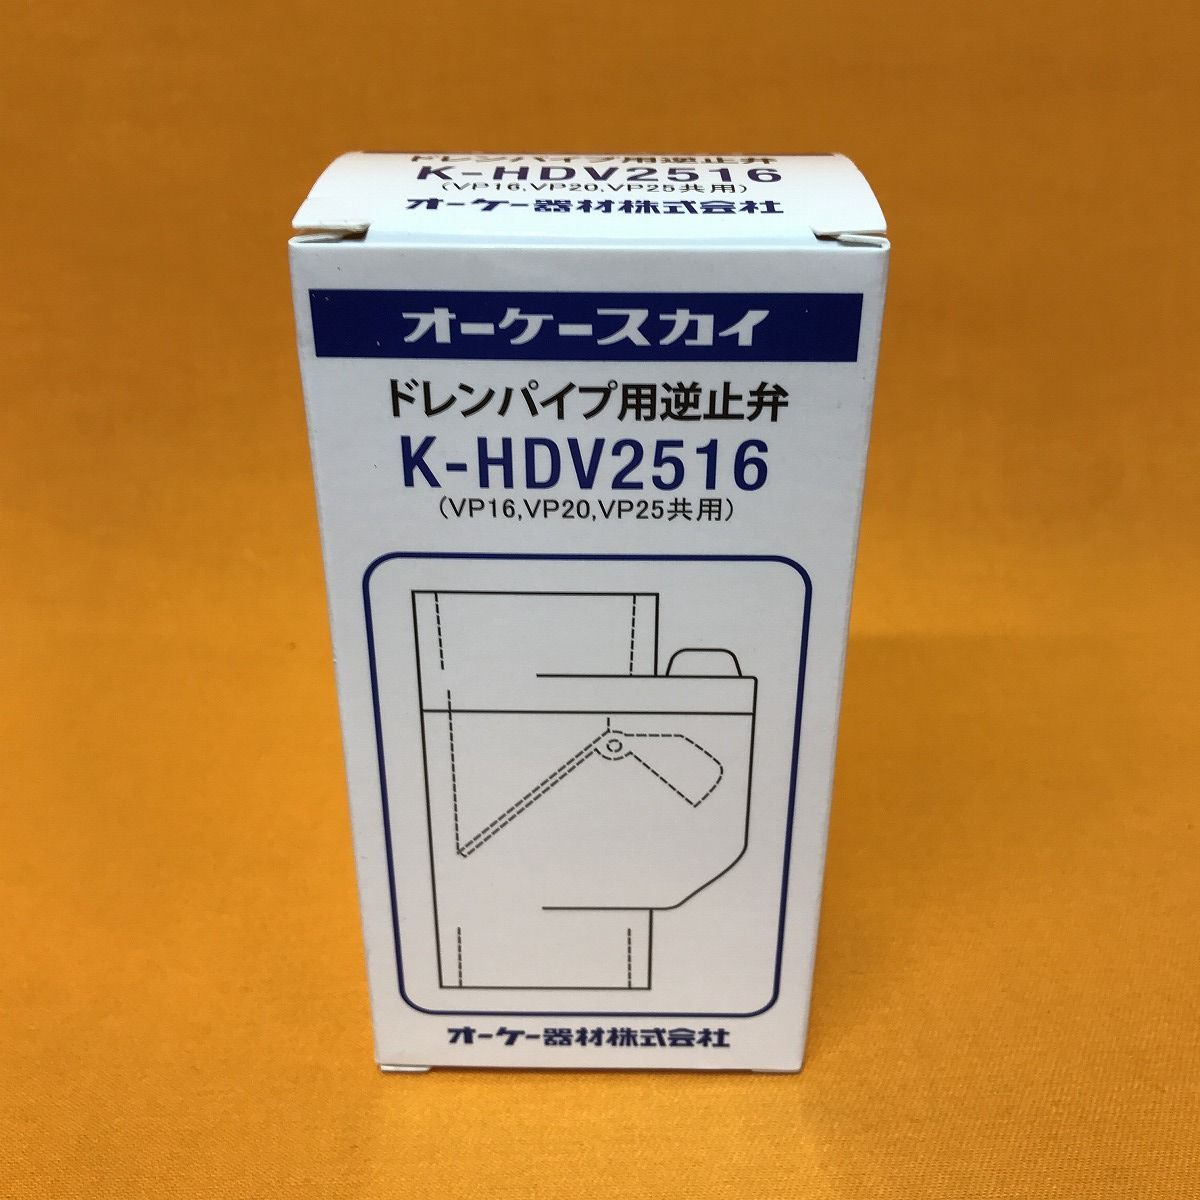 ドレンパイプ用逆止弁
K-HDV2516
(VP16,VP20,VP25共用)
オーケー器材株式会社
オーケースカイ
ドレンパイプ用逆止弁
K-HDV2516
(VP16,VP20,VP25共用)
オーケー器材株式会社